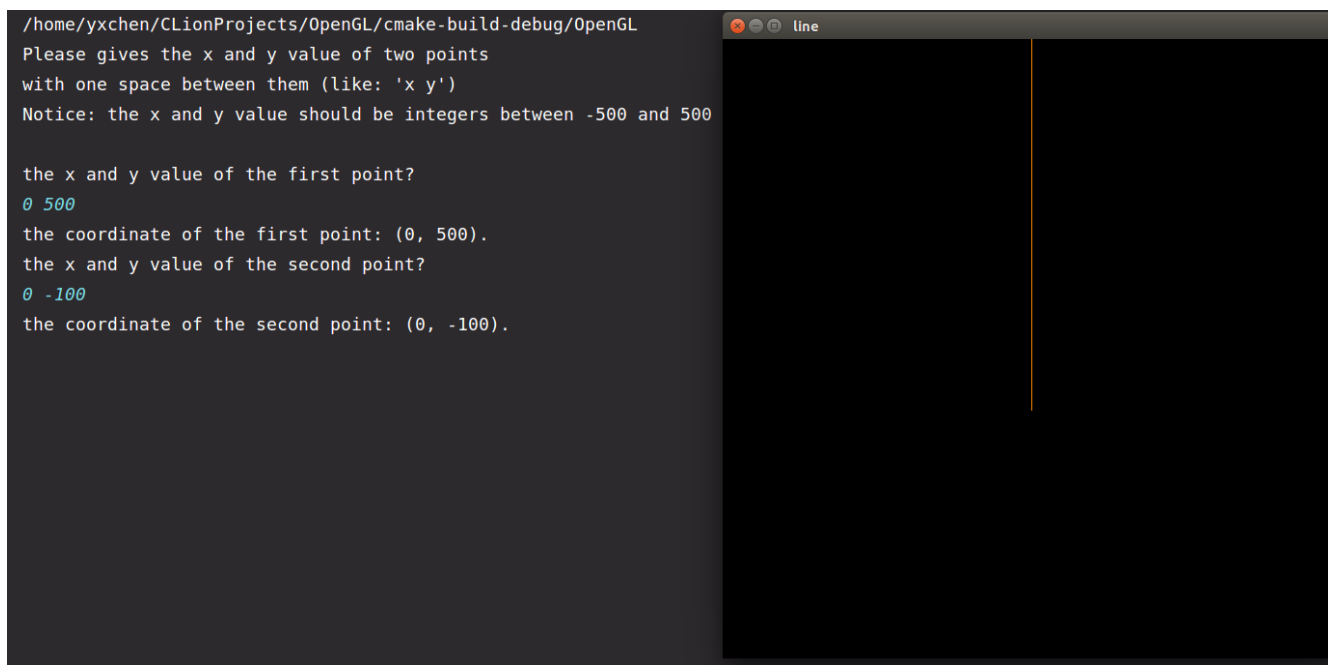 /home/yxchen/CLionProjects/OpenGL/cmake-build-debug/OpenGL
Please gives the x and y value of two points
with one space between them (like: 'x y')
Notice: the x and y value should be integers between -500 and 500
the x and y value of the first point?
0 500
the coordinate of the first point: (0, 500).
the x and y value of the second point?
0 -100
the coordinate of the second point: (0, -100).
line